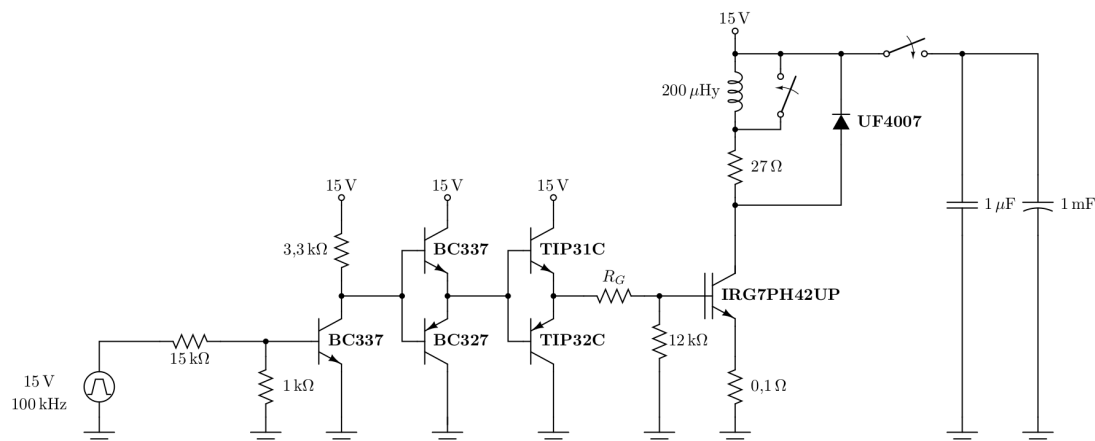 15 V
200 μHy
UF4007
27 Ω
1 μF
1 mF
15 V
15 V
15 V
3,3 kΩ
BC337
TIP31C
R_G
IRG7PH42UP
BC337
BC327
TIP32C
12 kΩ
15 kΩ
1 kΩ
0,1 Ω
15 V
100 kHz